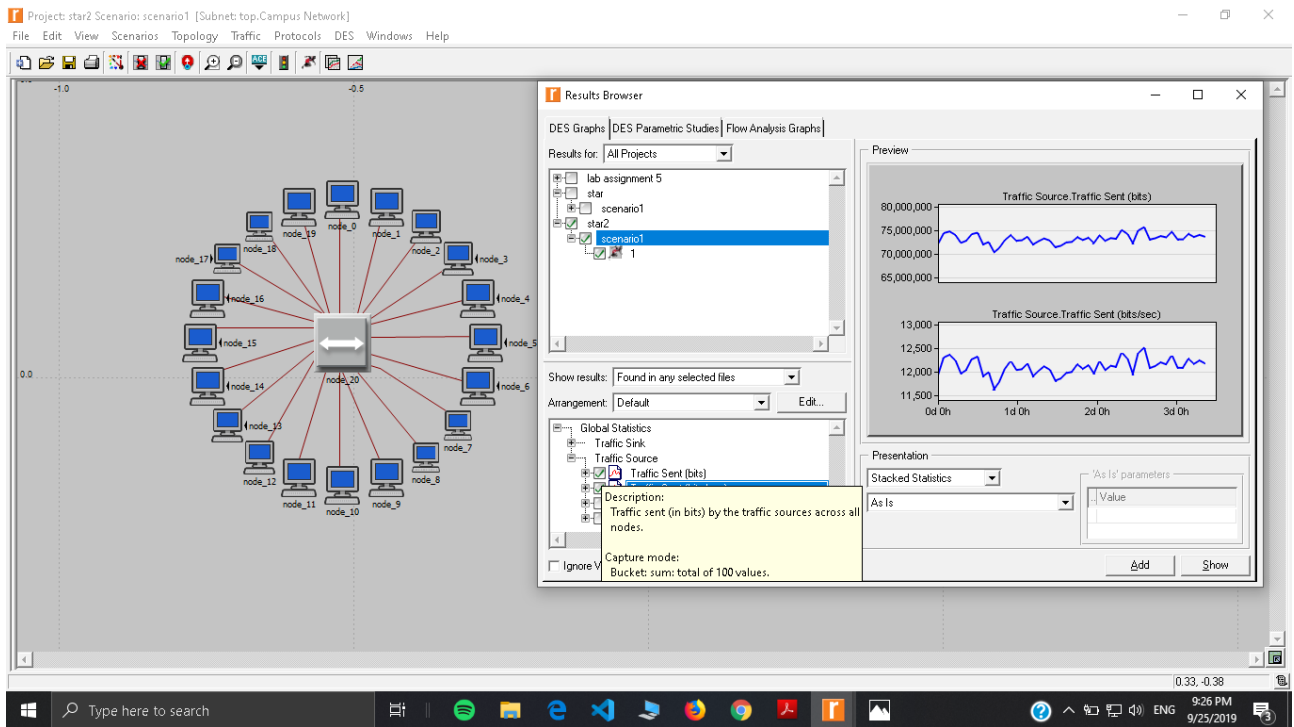 Project: star2 Scenario: scenario1 [Subnet: top.Campus Network]
File Edit View Scenarios Topology Traffic Protocols DES Windows Help
ACE
-1.0
-0.5
0.0
node_0
node_1
node_2
node_3
node_4
node_5
node_6
node_7
node_8
node_9
node_10
node_11
node_12
node_13
node_14
node_15
node_16
node_17
node_18
node_19
node_20
Results Browser
DES Graphs DES Parametric Studies Flow Analysis Graphs
Results for: All Projects
lab assignment 5
star
scenario1
star2
scenario1
1
Show results: Found in any selected files
Arrangement: Default Edit...
Global Statistics
Traffic Sink
Traffic Source
Traffic Sent (bits)
Description:
Traffic sent (in bits) by the traffic sources across all
nodes.
Capture mode:
Bucket: sum: total of 100 values.
Ignore V
Preview
Traffic Source.Traffic Sent (bits)
80,000,000
75,000,000
70,000,000
65,000,000
Traffic Source.Traffic Sent (bits/sec)
13,000
12,500
12,000
11,500
0d 0h 1d 0h 2d 0h 3d 0h
Presentation
Stacked Statistics
As Is
'As Is' parameters
Value
Add Show
0.33, -0.38
Type here to search
ENG
9:26 PM
9/25/2019
3